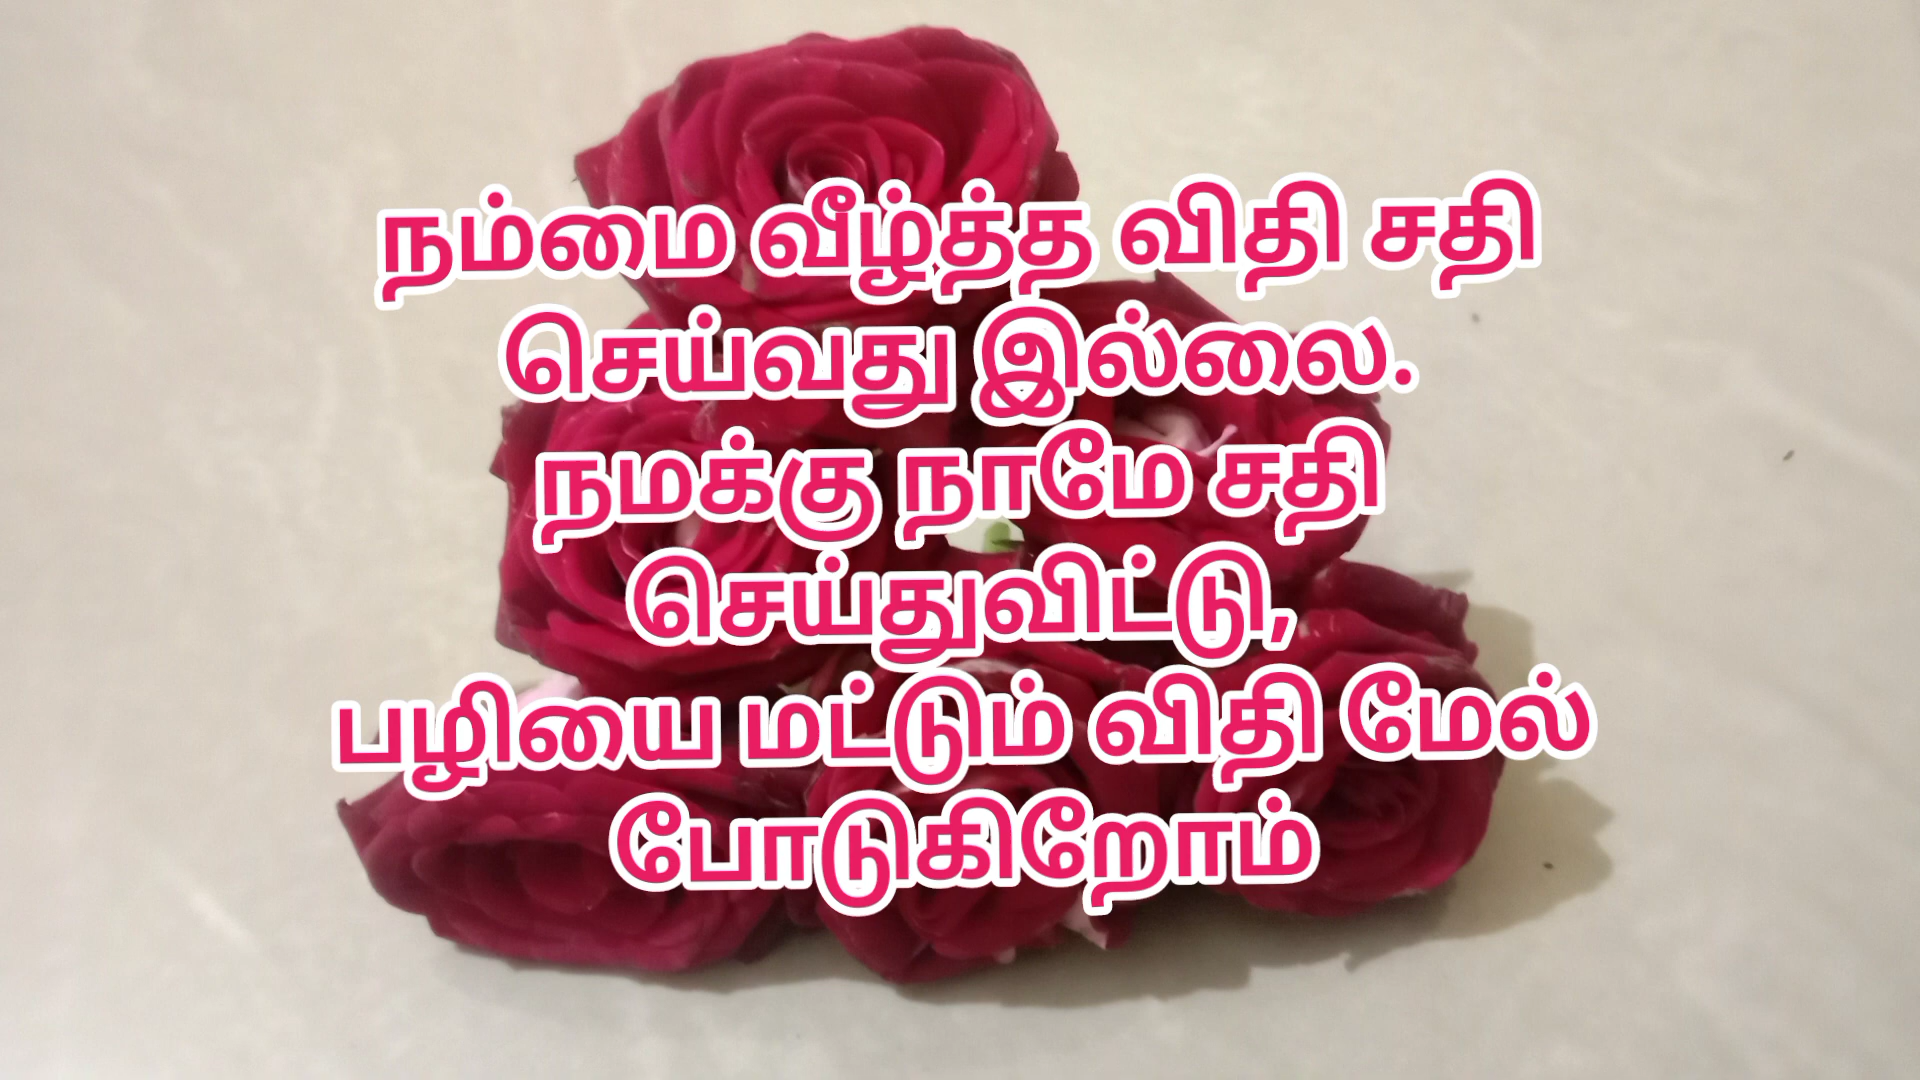 நம்மை வீழ்த்த விதி சதி
செய்வது இல்லை.
நமக்கு நாமே சதி
செய்துவிட்டு,
பழியை மட்டும் விதி மேல்
போடுகிறோம்